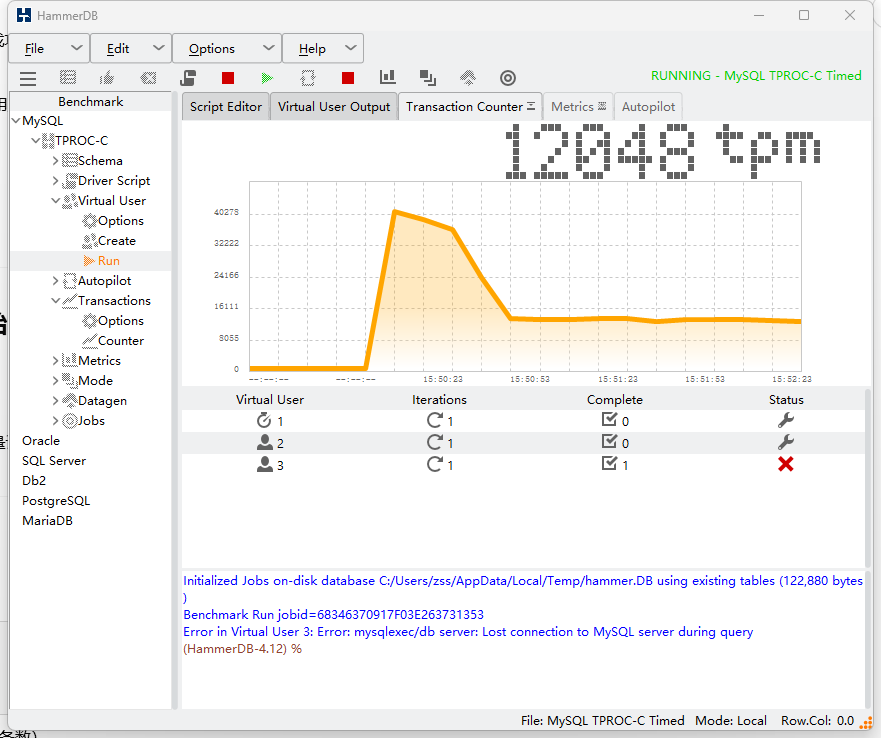 HammerDB
File Edit Options Help
RUNNING - MySQL TPROC-C Timed
Benchmark
MySQL
TPROC-C
Schema
Driver Script
Virtual User
Options
Create
Run
Autopilot
Transactions
Options
Counter
Metrics
Mode
Datagen
Jobs
Oracle
SQL Server
Db2
PostgreSQL
MariaDB
Script Editor Virtual User Output Transaction Counter Metrics Autopilot
12048 tpm
40278
32222
24166
16111
8055
0
--:--:-- --:--:-- 15:50:23 15:50:53 15:51:23 15:51:53 15:52:23
Virtual User Iterations Complete Status
1 1 0
2 1 0
3 1 1
Initialized Jobs on-disk database C:/Users/zss/AppData/Local/Temp/hammer.DB using existing tables (122,880 bytes
)
Benchmark Run jobid=68346370917F03E263731353
Error in Virtual User 3: Error: mysqlexec/db server: Lost connection to MySQL server during query
(HammerDB-4.12) %
File: MySQL TPROC-C Timed Mode: Local Row.Col: 0.0